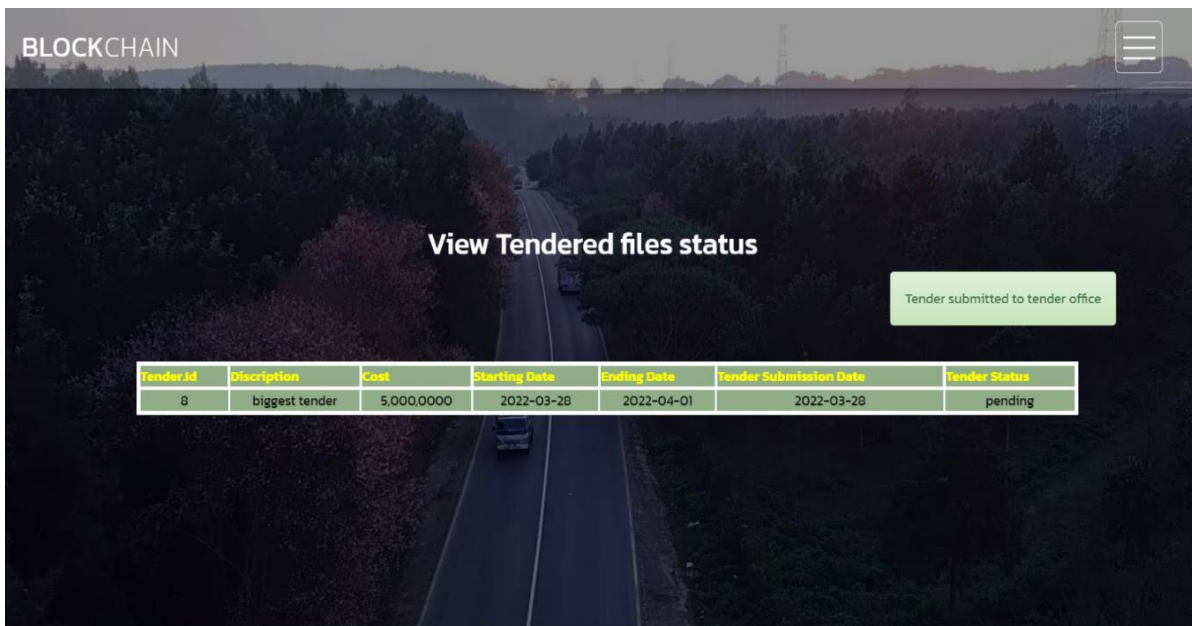 BLOCKCHAIN
View Tendered files status
Tender submitted to tender office
Tender.Id Discription Cost Starting Date Ending Date Tender Submission Date Tender Status
8 biggest tender 5,000,0000 2022-03-28 2022-04-01 2022-03-28 pending